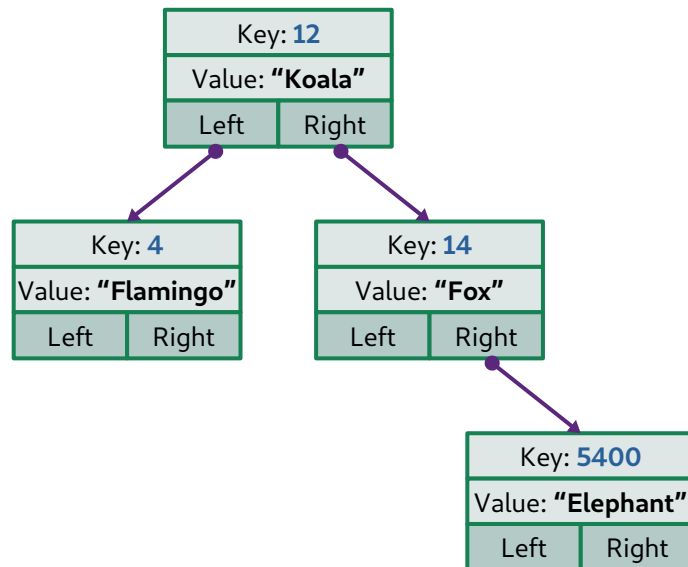 Key: 12
Value: “Koala”
Left Right
Key: 4
Value: “Flamingo”
Left Right
Key: 14
Value: “Fox”
Left Right
Key: 5400
Value: “Elephant”
Left Right